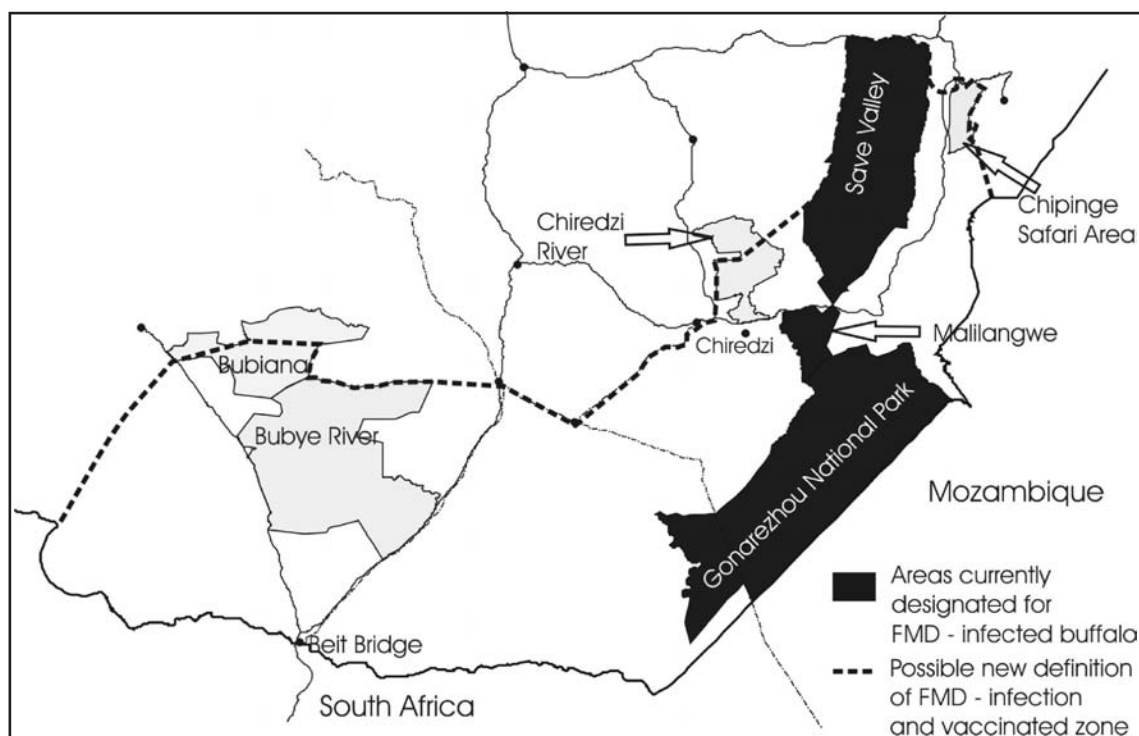 Save Valley
Chiredzi
River
Chipinge
Safari Area
Chiredzi
Malilangwe
Bubiana
Bubye River
Gonarezhou National Park
Mozambique
Beit Bridge
South Africa
Areas currently
designated for
FMD - infected buffalo
Possible new definition
of FMD - infection
and vaccinated zone